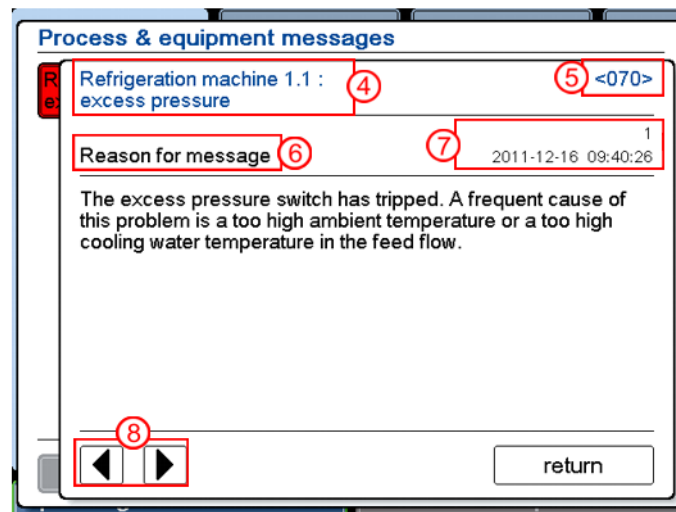 Process & equipment messages
Refrigeration machine 1.1 :
excess pressure
4
5
<070>
Reason for message
6
7
1
2011-12-16 09:40:26
The excess pressure switch has tripped. A frequent cause of
this problem is a too high ambient temperature or a too high
cooling water temperature in the feed flow.
8
return